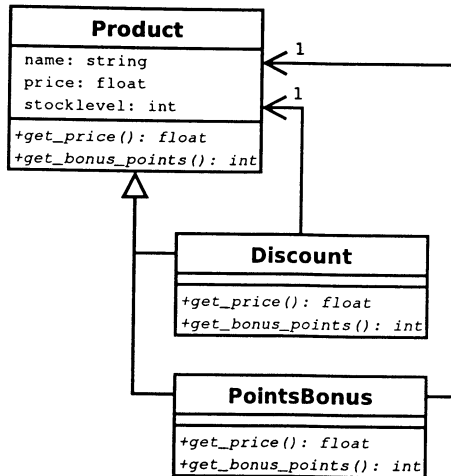 Product
name: string
price: float
stocklevel: int
+get_price(): float
+get_bonus_points(): int
1
1
Discount
+get_price(): float
+get_bonus_points(): int
PointsBonus
+get_price(): float
+get_bonus_points(): int